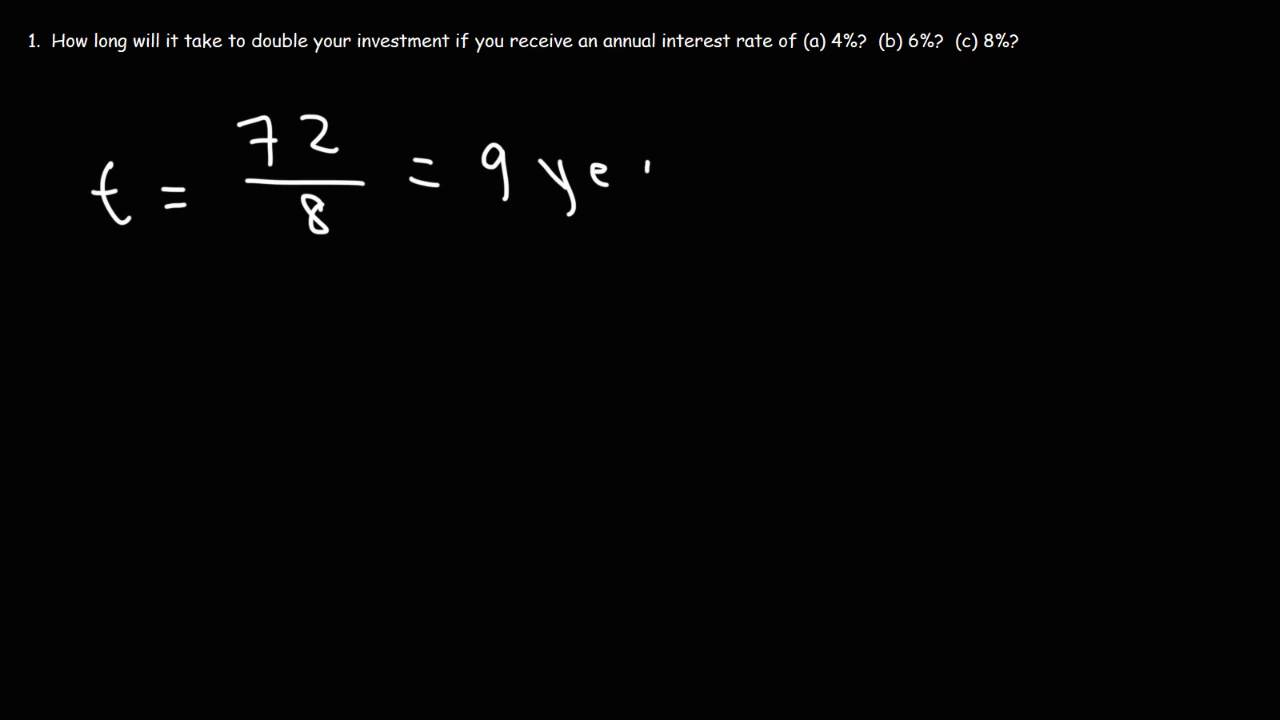 1. How long will it take to double your investment if you receive an annual interest rate of (a) 4%? (b) 6%? (c) 8%?
t = 72/8 = 9 ye